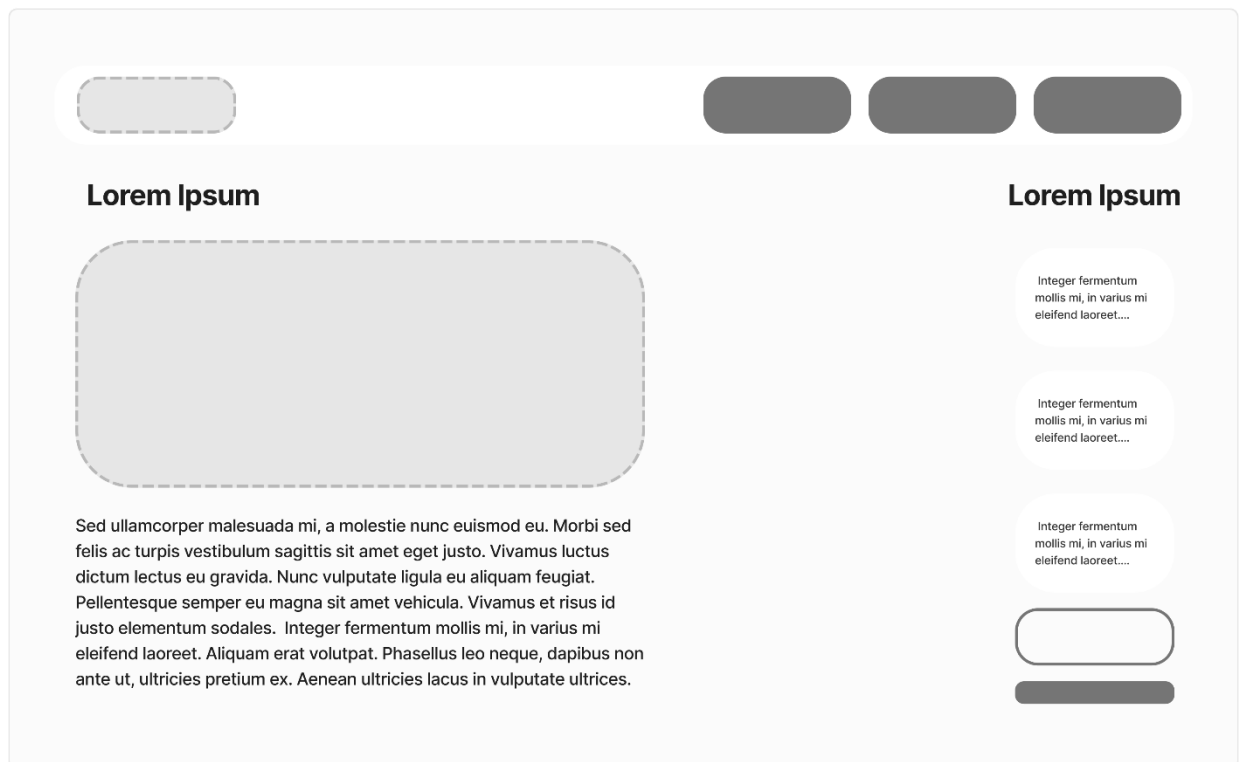 Lorem Ipsum
Sed ullamcorper malesuada mi, a molestie nunc euismod eu. Morbi sed
felis ac turpis vestibulum sagittis sit amet eget justo. Vivamus luctus
dictum lectus eu gravida. Nunc vulputate ligula eu aliquam feugiat.
Pellentesque semper eu magna sit amet vehicula. Vivamus et risus id
justo elementum sodales.  Integer fermentum mollis mi, in varius mi
eleifend laoreet. Aliquam erat volutpat. Phasellus leo neque, dapibus non
ante ut, ultricies pretium ex. Aenean ultricies lacus in vulputate ultrices.
Lorem Ipsum
Integer fermentum
mollis mi, in varius mi
eleifend laoreet....
Integer fermentum
mollis mi, in varius mi
eleifend laoreet....
Integer fermentum
mollis mi, in varius mi
eleifend laoreet....